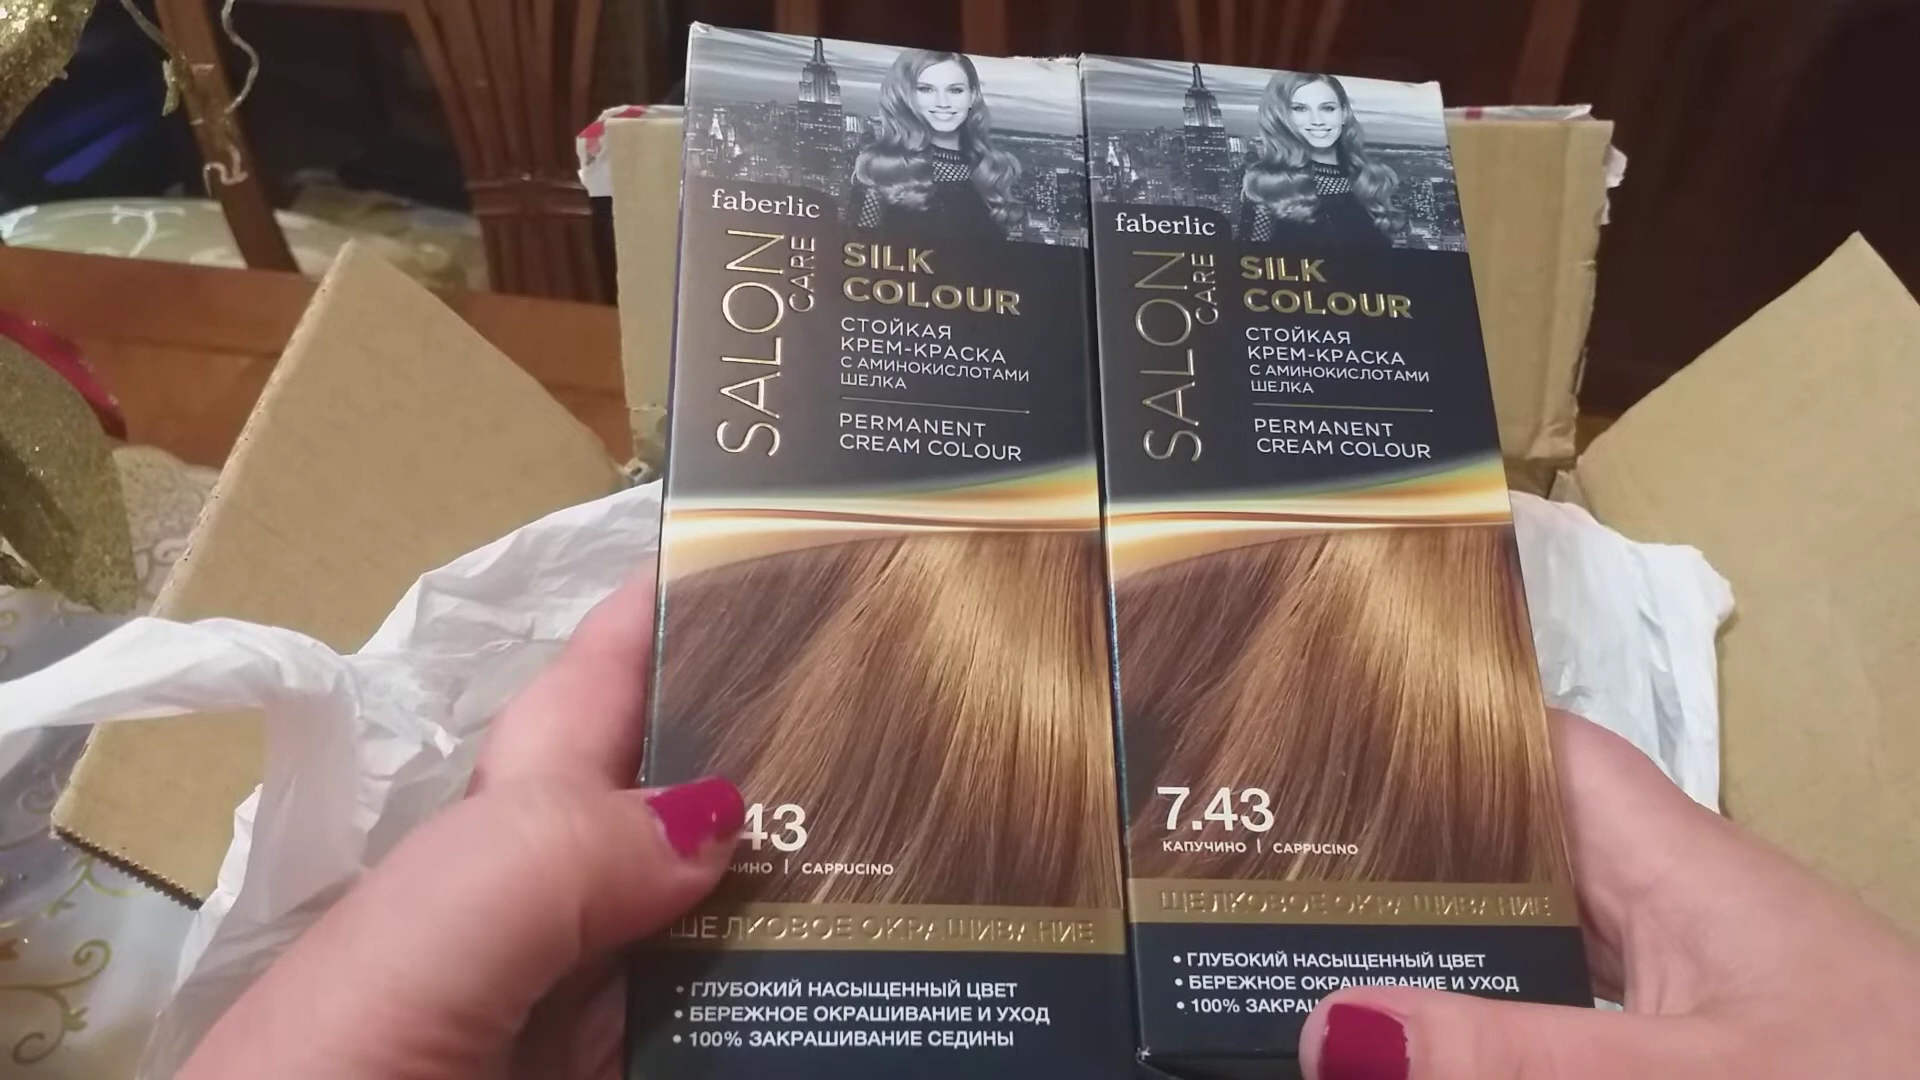 faberlic
SALON
CARE
SILK
COLOUR
СТОЙКАЯ
КРЕМ-КРАСКА
С АМИНОКИСЛОТАМИ
ШЕЛКА
PERMANENT
CREAM COLOUR
43
CAPPUCINO
ШЕЛКОВОЕ ОКРАШИВАНИЕ
• ГЛУБОКИЙ НАСЫЩЕННЫЙ ЦВЕТ
• БЕРЕЖНОЕ ОКРАШИВАНИЕ И УХОД
• 100% ЗАКРАШИВАНИЕ СЕДИНЫ
faberlic
SALON
CARE
SILK
COLOUR
СТОЙКАЯ
КРЕМ-КРАСКА
С АМИНОКИСЛОТАМИ
ШЕЛКА
PERMANENT
CREAM COLOUR
7.43
КАПУЧИНО | CAPPUCINO
ШЕЛКОВОЕ ОКРАШИВАНИЕ
• ГЛУБОКИЙ НАСЫЩЕННЫЙ ЦВЕТ
• БЕРЕЖНОЕ ОКРАШИВАНИЕ И УХОД
• 100%